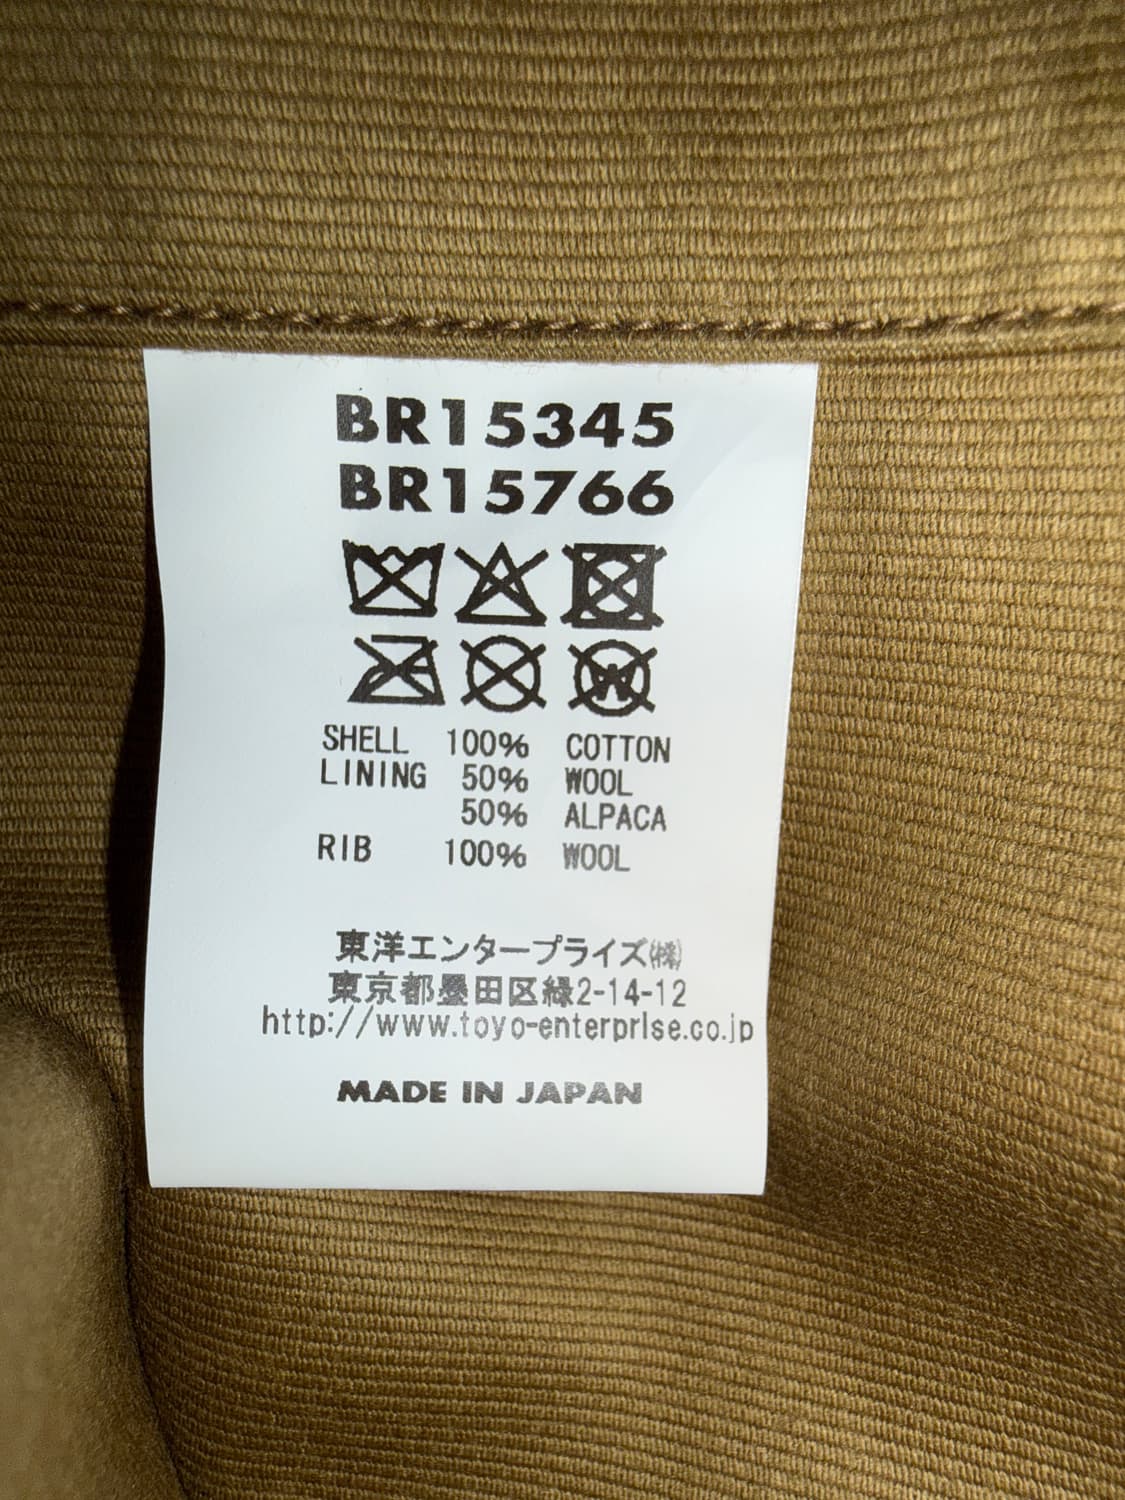 BR15345
BR15766
SHELL 100% COTTON
LINING 50% WOOL
50% ALPACA
RIB 100% WOOL
東洋エンタープライズ㈱
東京都墨田区緑2-14-12
http://www.toyo-enterprise.co.jp
MADE IN JAPAN